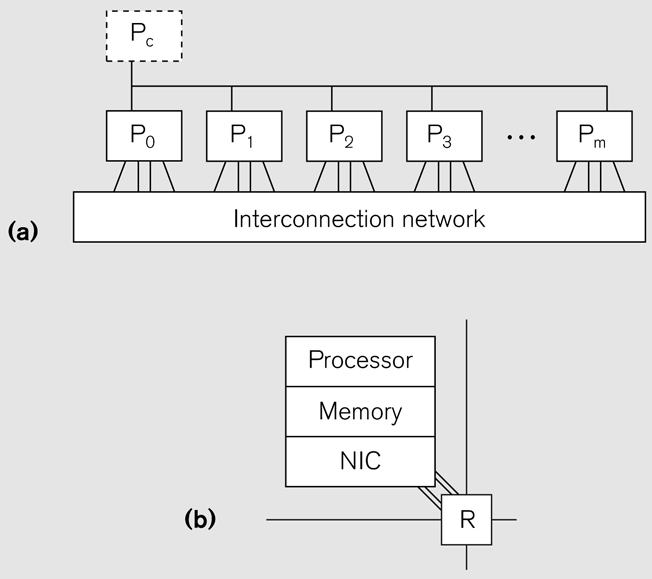 Pc
P0 P1 P2 P3 ... Pm
Interconnection network
(a)
Processor
Memory
NIC
R
(b)